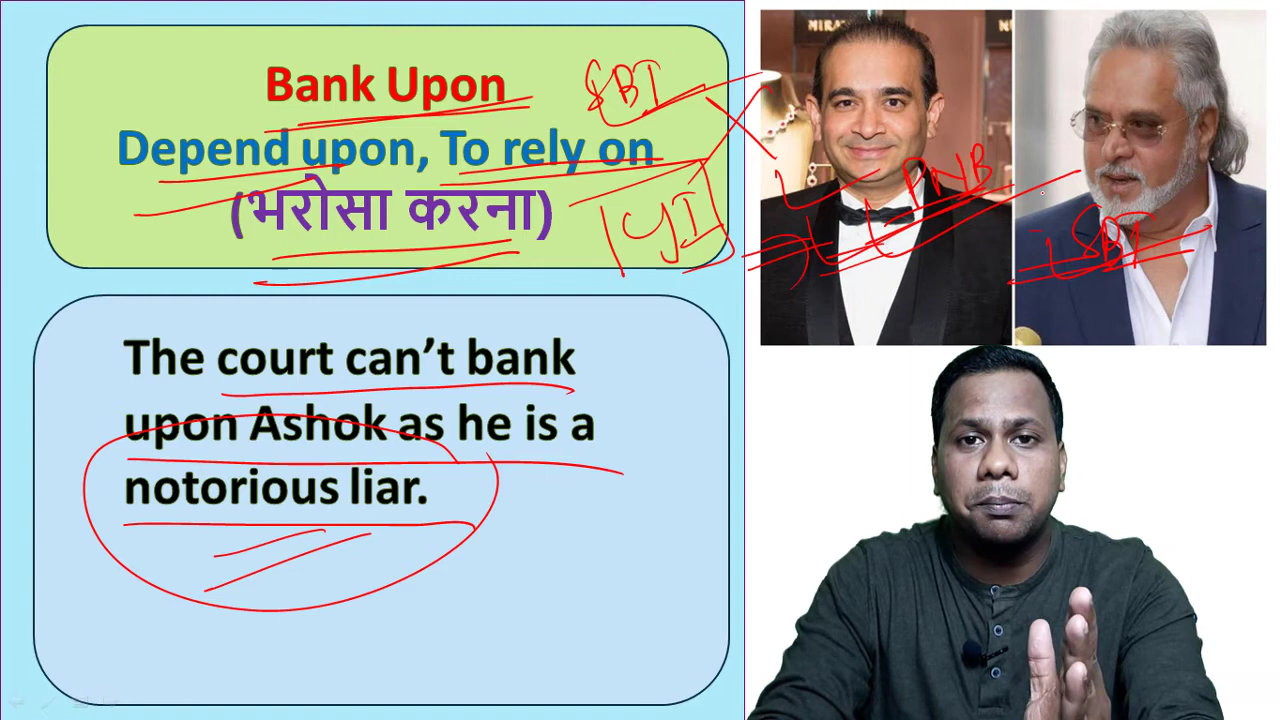 Bank Upon
Depend upon, To rely on
(भरोसा करना)
The court can’t bank
upon Ashok as he is a
notorious liar.
SBI
PNB
SBI